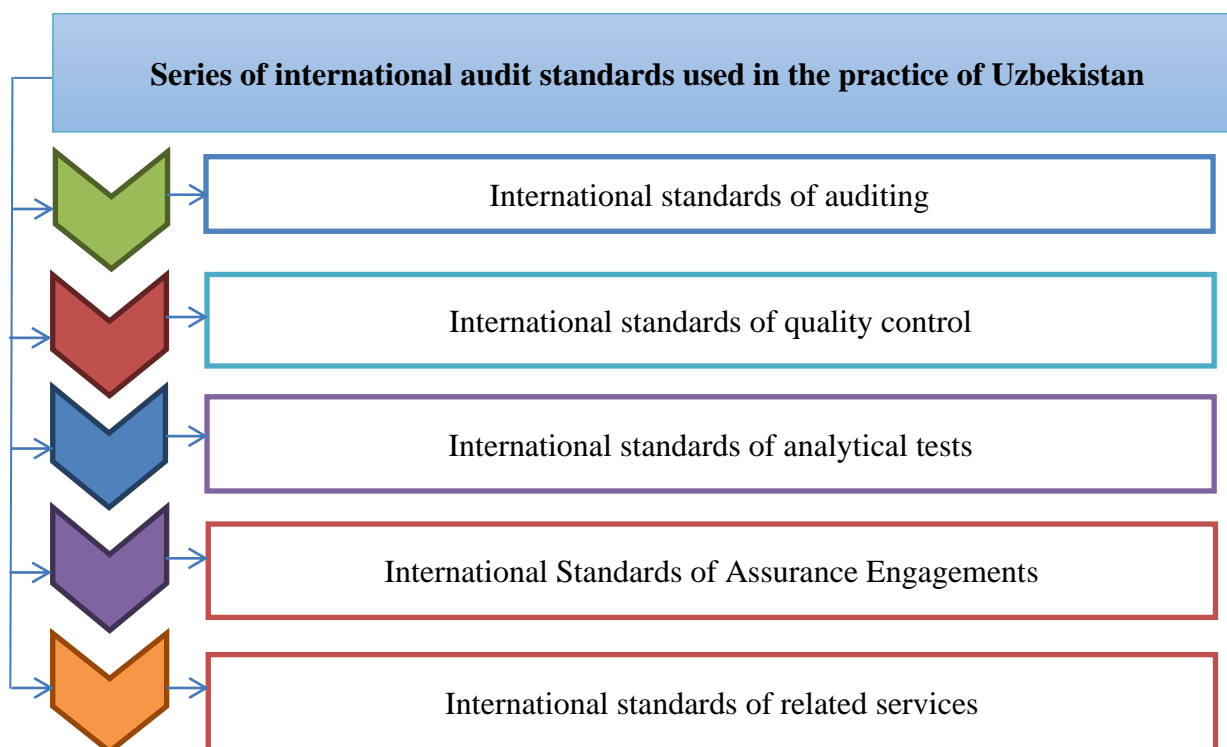 Series of international audit standards used in the practice of Uzbekistan
International standards of auditing
International standards of quality control
International standards of analytical tests
International Standards of Assurance Engagements
International standards of related services